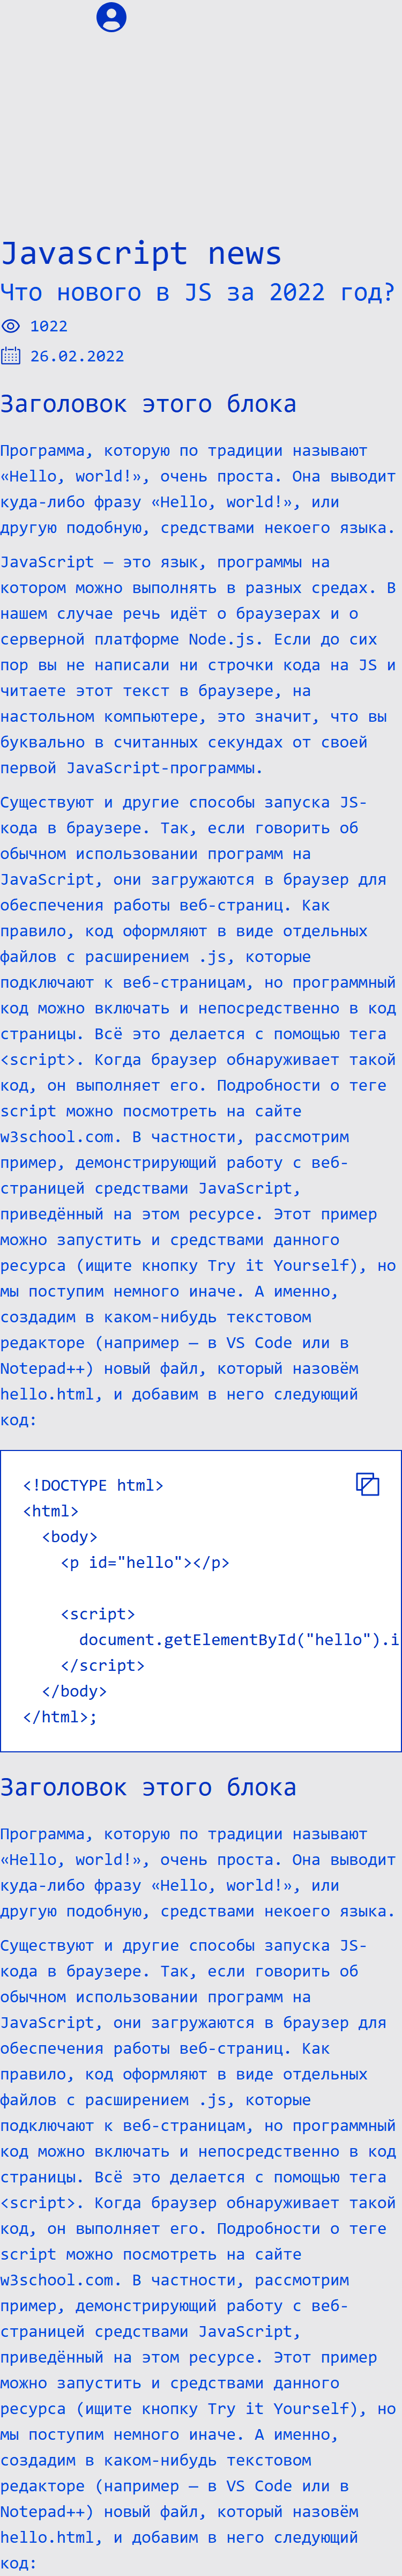 Javascript news
Что нового в JS за 2022 год?
1022
26.02.2022
Заголовок этого блока
Программа, которую по традиции называют
«Hello, world!», очень проста. Она выводит
куда-либо фразу «Hello, world!», или
другую подобную, средствами некоего языка.
JavaScript — это язык, программы на
котором можно выполнять в разных средах. В
нашем случае речь идёт о браузерах и о
серверной платформе Node.js. Если до сих
пор вы не написали ни строчки кода на JS и
читаете этот текст в браузере, на
настольном компьютере, это значит, что вы
буквально в считанных секундах от своей
первой JavaScript-программы.
Существуют и другие способы запуска JS-
кода в браузере. Так, если говорить об
обычном использовании программ на
JavaScript, они загружаются в браузер для
обеспечения работы веб-страниц. Как
правило, код оформляют в виде отдельных
файлов с расширением .js, которые
подключают к веб-страницам, но программный
код можно включать и непосредственно в код
страницы. Всё это делается с помощью тега
<script>. Когда браузер обнаруживает такой
код, он выполняет его. Подробности о теге
script можно посмотреть на сайте
w3school.com. В частности, рассмотрим
пример, демонстрирующий работу с веб-
страницей средствами JavaScript,
приведённый на этом ресурсе. Этот пример
можно запустить и средствами данного
ресурса (ищите кнопку Try it Yourself), но
мы поступим немного иначе. А именно,
создадим в каком-нибудь текстовом
редакторе (например — в VS Code или в
Notepad++) новый файл, который назовём
hello.html, и добавим в него следующий
код:
<!DOCTYPE html>
<html>
<body>
<p id="hello"></p>
<script>
document.getElementById("hello").i
</script>
</body>
</html>;
Заголовок этого блока
Программа, которую по традиции называют
«Hello, world!», очень проста. Она выводит
куда-либо фразу «Hello, world!», или
другую подобную, средствами некоего языка.
Существуют и другие способы запуска JS-
кода в браузере. Так, если говорить об
обычном использовании программ на
JavaScript, они загружаются в браузер для
обеспечения работы веб-страниц. Как
правило, код оформляют в виде отдельных
файлов с расширением .js, которые
подключают к веб-страницам, но программный
код можно включать и непосредственно в код
страницы. Всё это делается с помощью тега
<script>. Когда браузер обнаруживает такой
код, он выполняет его. Подробности о теге
script можно посмотреть на сайте
w3school.com. В частности, рассмотрим
пример, демонстрирующий работу с веб-
страницей средствами JavaScript,
приведённый на этом ресурсе. Этот пример
можно запустить и средствами данного
ресурса (ищите кнопку Try it Yourself), но
мы поступим немного иначе. А именно,
создадим в каком-нибудь текстовом
редакторе (например — в VS Code или в
Notepad++) новый файл, который назовём
hello.html, и добавим в него следующий
код: